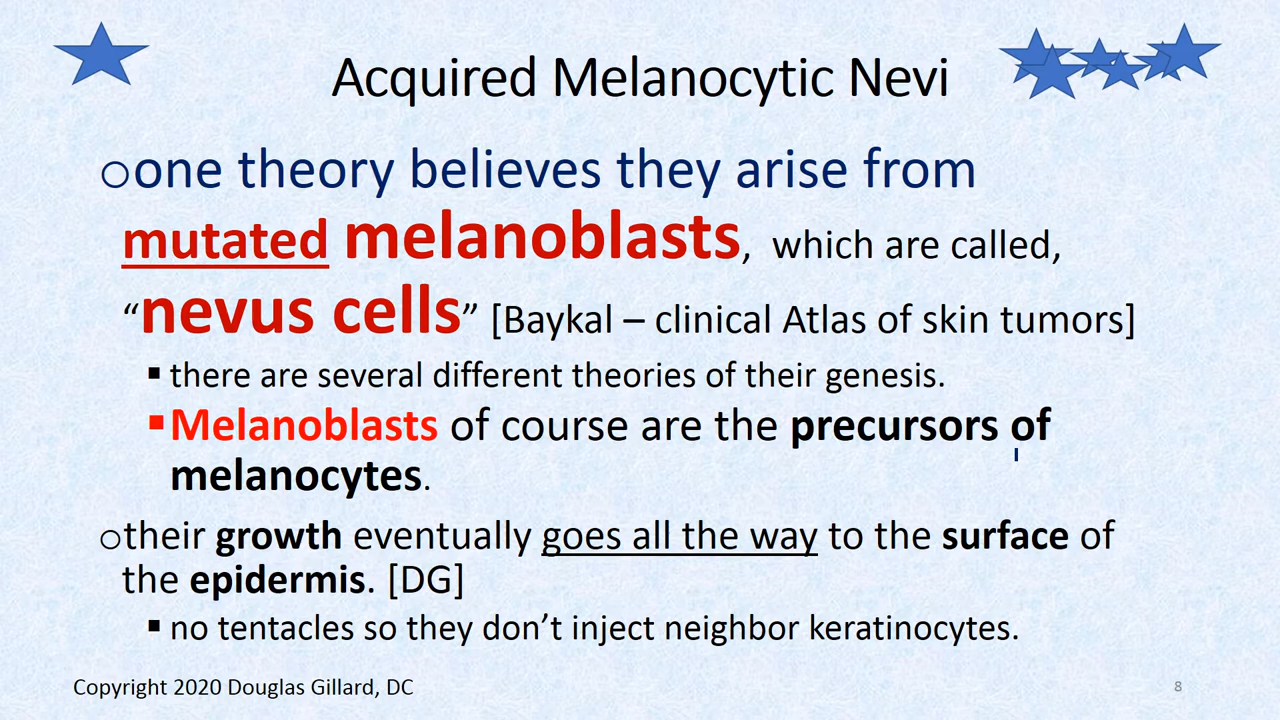 Acquired Melanocytic Nevi
one theory believes they arise from
mutated melanoblasts, which are called,
“nevus cells” [Baykal – clinical Atlas of skin tumors]
there are several different theories of their genesis.
Melanoblasts of course are the precursors of
melanocytes.
their growth eventually goes all the way to the surface of
the epidermis. [DG]
no tentacles so they don’t inject neighbor keratinocytes.
Copyright 2020 Douglas Gillard, DC
8